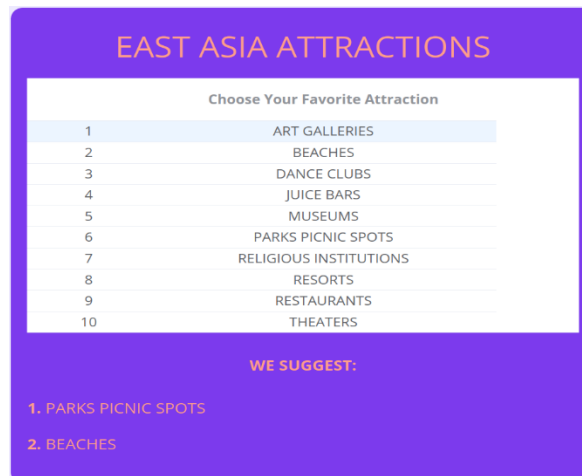 EAST ASIA ATTRACTIONS
Choose Your Favorite Attraction
1 ART GALLERIES
2 BEACHES
3 DANCE CLUBS
4 JUICE BARS
5 MUSEUMS
6 PARKS PICNIC SPOTS
7 RELIGIOUS INSTITUTIONS
8 RESORTS
9 RESTAURANTS
10 THEATERS
WE SUGGEST:
1. PARKS PICNIC SPOTS
2. BEACHES